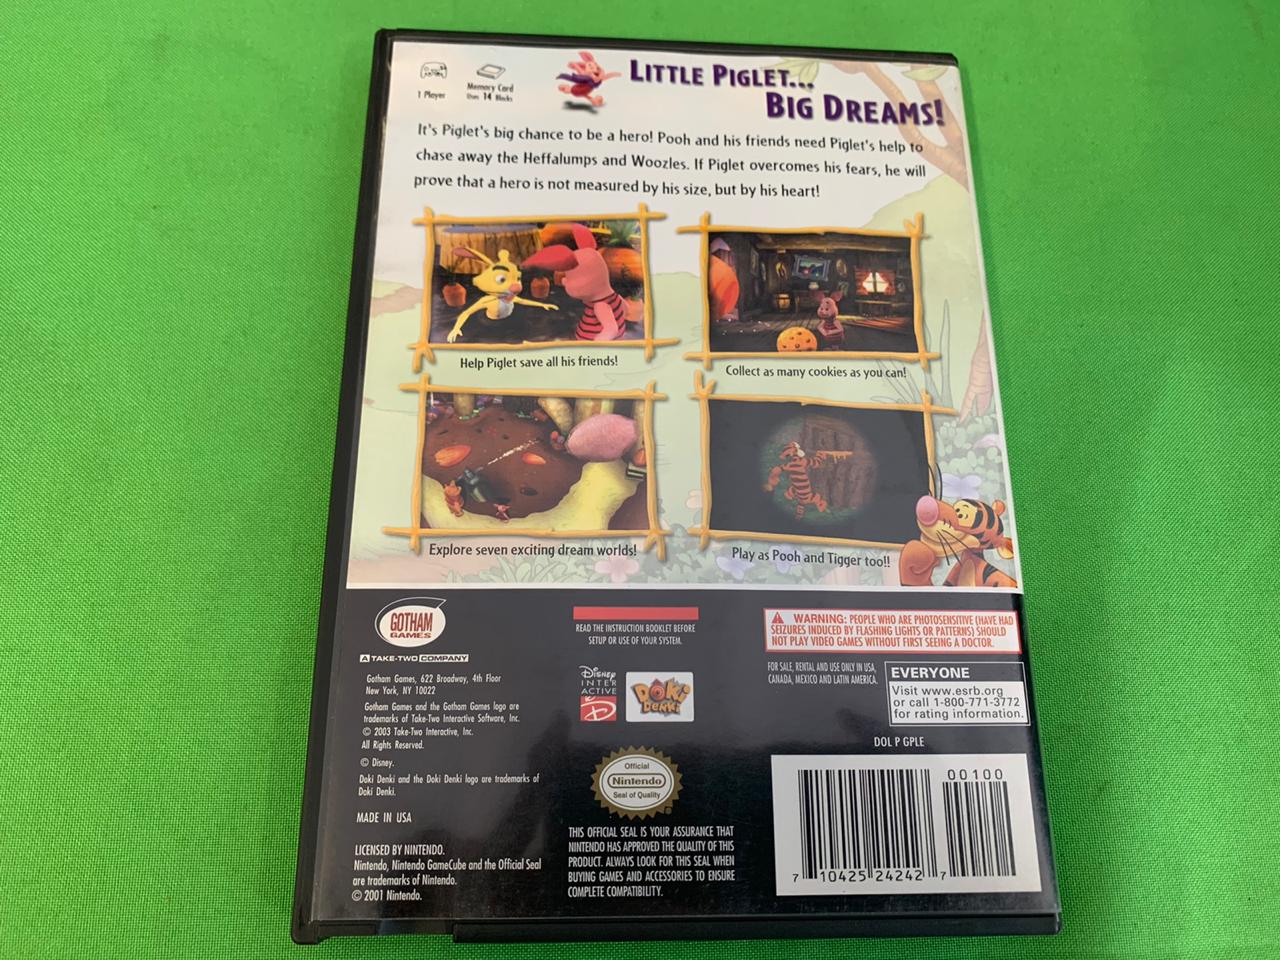 LITTLE PIGLET...
BIG DREAMS!
1 Player
Memory Card
Uses 14 Blocks
It's Piglet's big chance to be a hero! Pooh and his friends need Piglet's help to
chase away the Heffalumps and Woozles. If Piglet overcomes his fears, he will
prove that a hero is not measured by his size, but by his heart!
Help Piglet save all his friends!
Collect as many cookies as you can!
Explore seven exciting dream worlds!
Play as Pooh and Tigger too!!
GOTHAM
GAMES
A TAKE-TWO COMPANY
Gotham Games, 622 Broadway, 4th Floor
New York, NY 10022
Gotham Games and the Gotham Games logo are
trademarks of Take-Two Interactive Software, Inc.
© 2003 Take-Two Interactive, Inc.
All Rights Reserved.
© Disney.
Doki Denki and the Doki Denki logo are trademarks of
Doki Denki.
MADE IN USA
LICENSED BY NINTENDO.
Nintendo, Nintendo GameCube and the Official Seal
are trademarks of Nintendo.
© 2001 Nintendo.
READ THE INSTRUCTION BOOKLET BEFORE
SETUP OR USE OF YOUR SYSTEM.
DISNEY
INTER
ACTIVE
DOKI
DENKI
Official
Nintendo
Seal of Quality
THIS OFFICIAL SEAL IS YOUR ASSURANCE THAT
NINTENDO HAS APPROVED THE QUALITY OF THIS
PRODUCT. ALWAYS LOOK FOR THIS SEAL WHEN
BUYING GAMES AND ACCESSORIES TO ENSURE
COMPLETE COMPATIBILITY.
WARNING: PEOPLE WHO ARE PHOTOSENSITIVE (HAVE HAD
SEIZURES INDUCED BY FLASHING LIGHTS OR PATTERNS) SHOULD
NOT PLAY VIDEO GAMES WITHOUT FIRST SEEING A DOCTOR.
FOR SALE, RENTAL AND USE ONLY IN USA,
CANADA, MEXICO AND LATIN AMERICA.
EVERYONE
Visit www.esrb.org
or call 1-800-771-3772
for rating information.
DOL P GPLE
00100
7 10425 24242 7